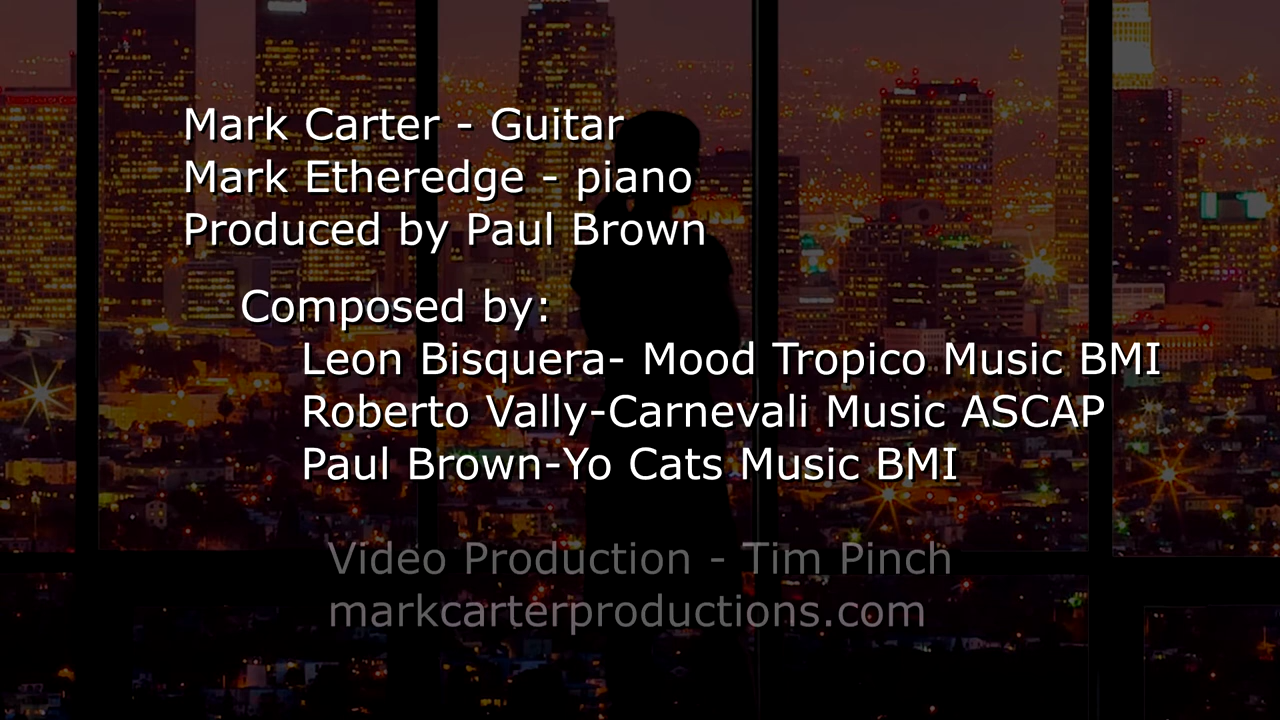 Mark Carter - Guitar
Mark Etheredge - piano
Produced by Paul Brown
Composed by:
Leon Bisquera- Mood Tropico Music BMI
Roberto Vally-Carnevali Music ASCAP
Paul Brown-Yo Cats Music BMI
Video Production - Tim Pinch
markcarterproductions.com